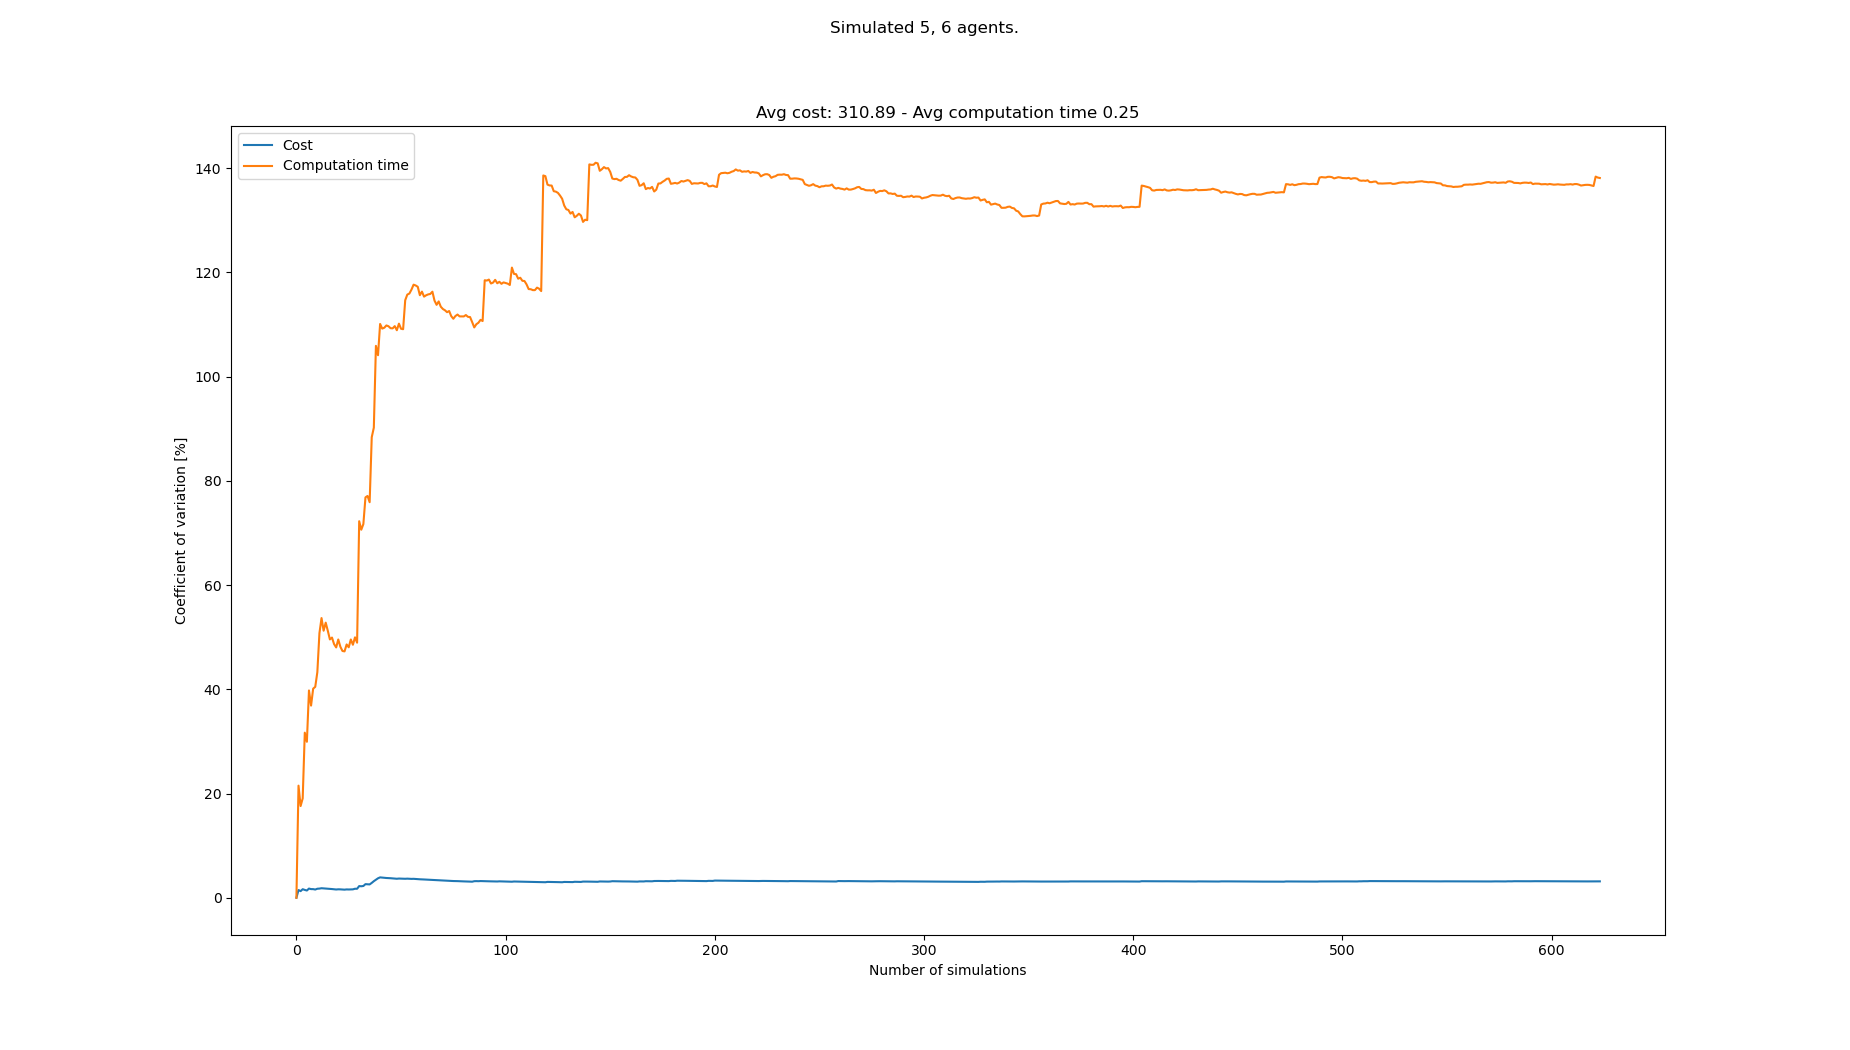 Simulated 5, 6 agents.
Avg cost: 310.89 - Avg computation time 0.25
Cost
Computation time
140
120
100
80
60
40
20
0
Coefficient of variation [%]
0 100 200 300 400 500 600
Number of simulations